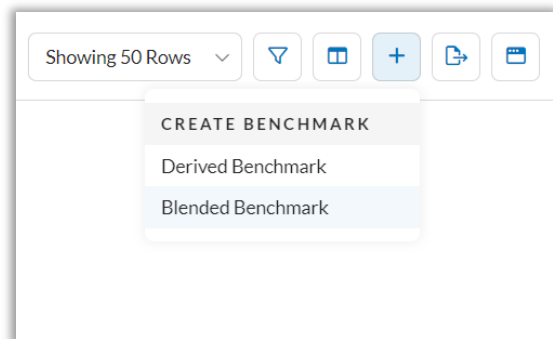 Showing 50 Rows
CREATE BENCHMARK
Derived Benchmark
Blended Benchmark